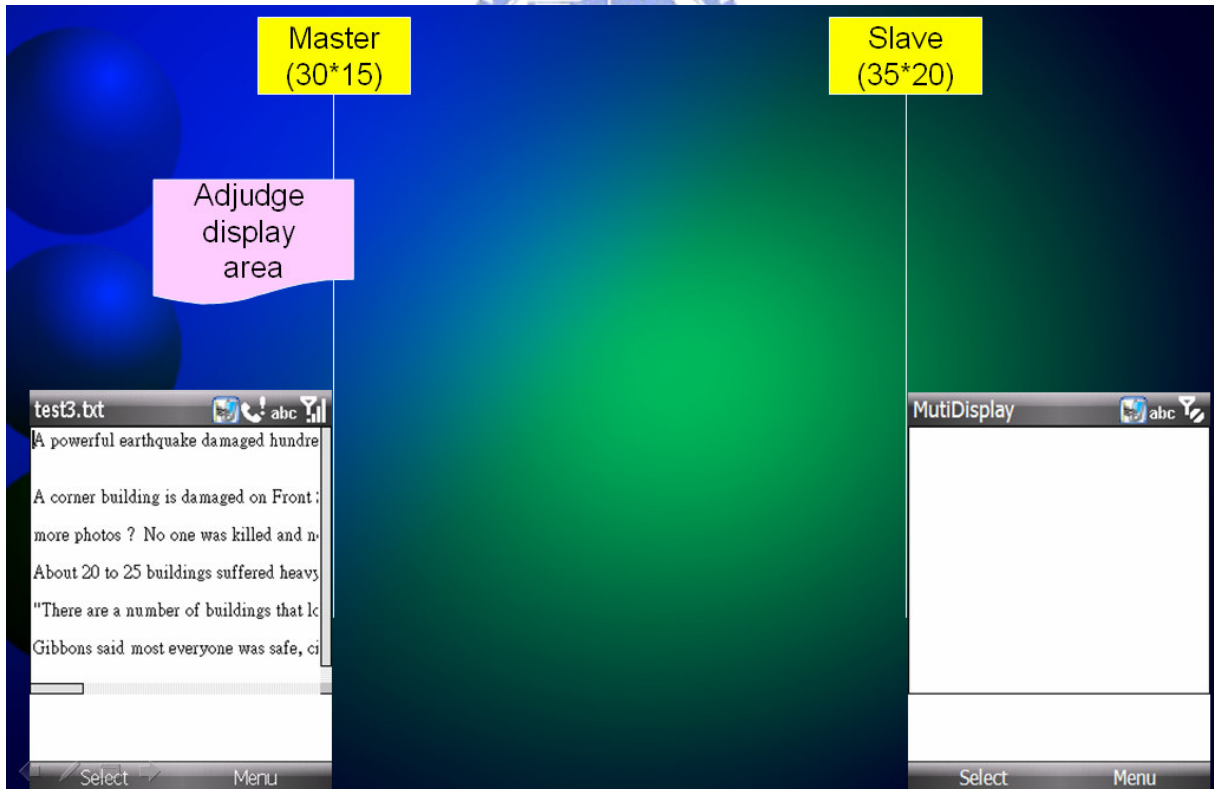 Master
(30*15)
Slave
(35*20)
Adjudge
display
area
test3.txt
abc
A powerful earthquake damaged hundre
A corner building is damaged on Front
more photos ? No one was killed and n
About 20 to 25 buildings suffered heavy
"There are a number of buildings that lo
Gibbons said most everyone was safe, ci
Select Menu
MutiDisplay
abc
Select Menu